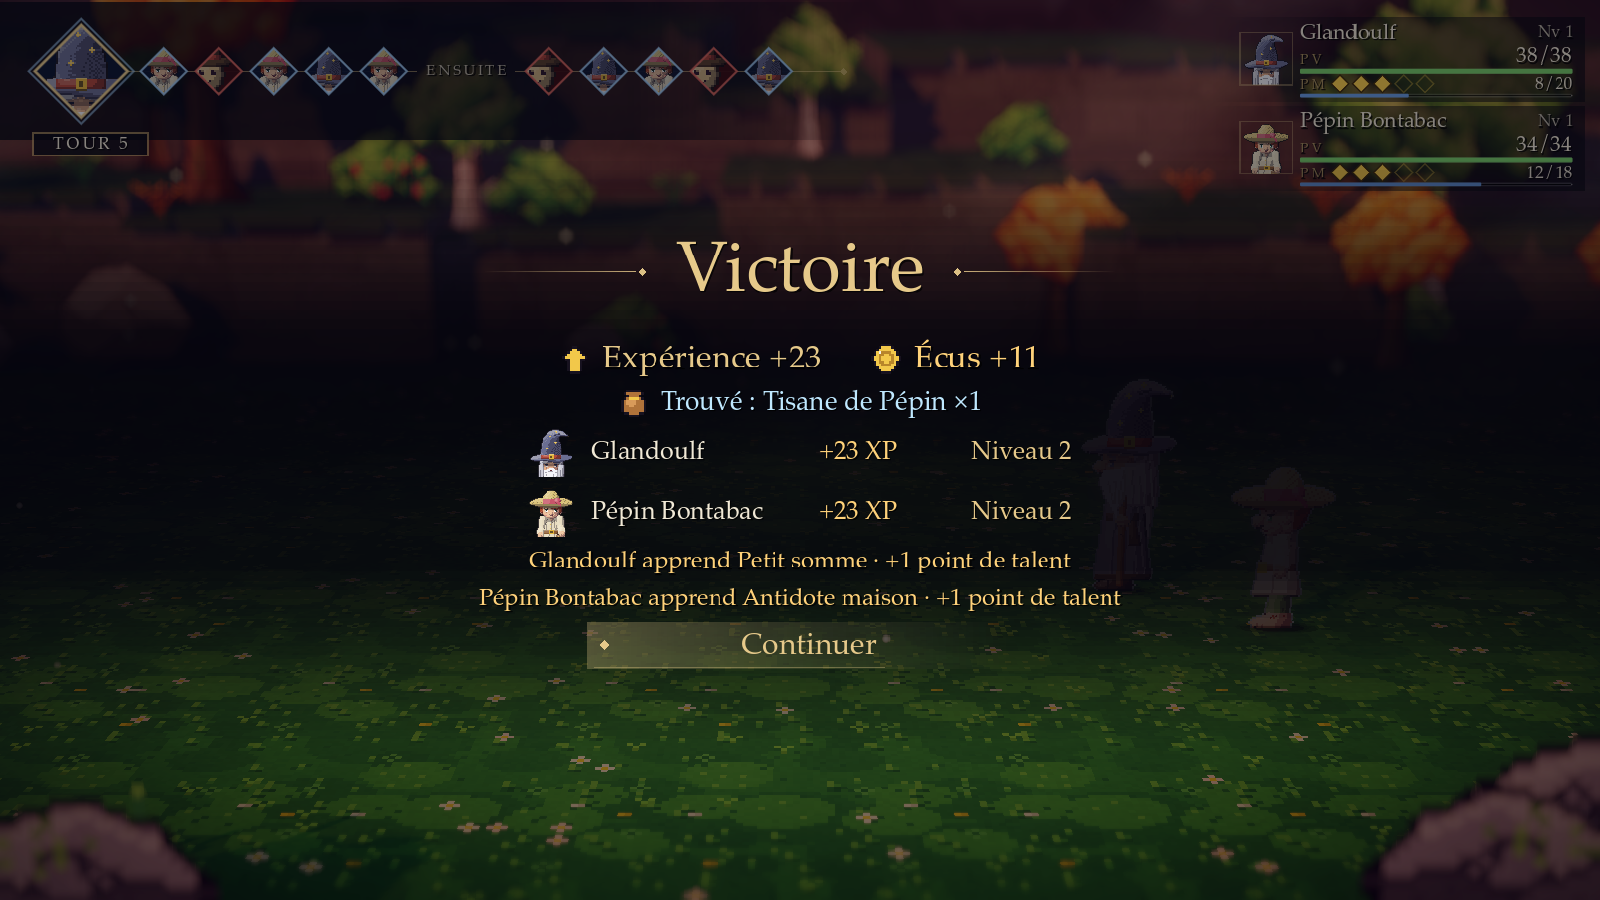 ENSUITE
TOUR 5
Glandoulf Nv 1
PV 38/38
PM 8/20
Pépin Bontabac Nv 1
PV 34/34
PM 12/18
Victoire
Expérience +23 Écus +11
Trouvé : Tisane de Pépin ×1
Glandoulf +23 XP Niveau 2
Pépin Bontabac +23 XP Niveau 2
Glandoulf apprend Petit somme · +1 point de talent
Pépin Bontabac apprend Antidote maison · +1 point de talent
Continuer